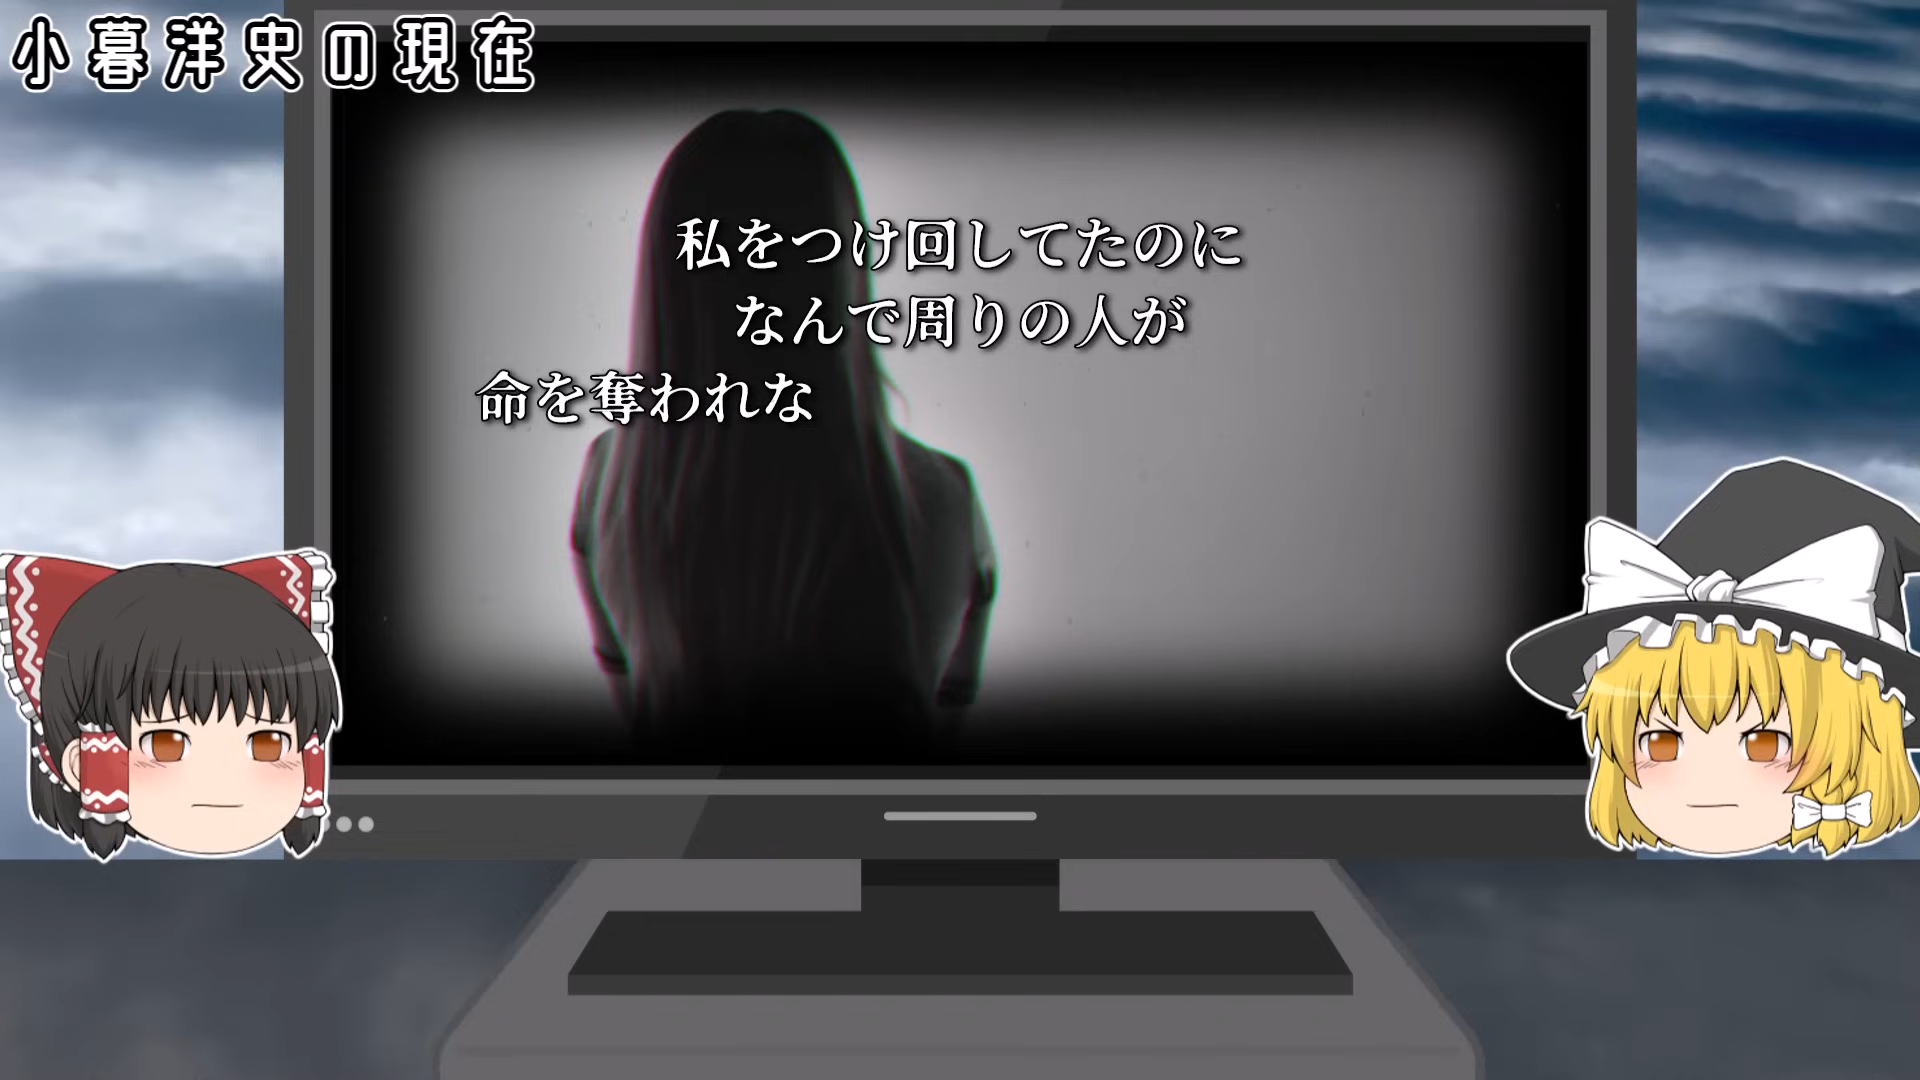 小暮洋史の現在
私をつけ回してたのに
なんで周りの人が
命を奪われな